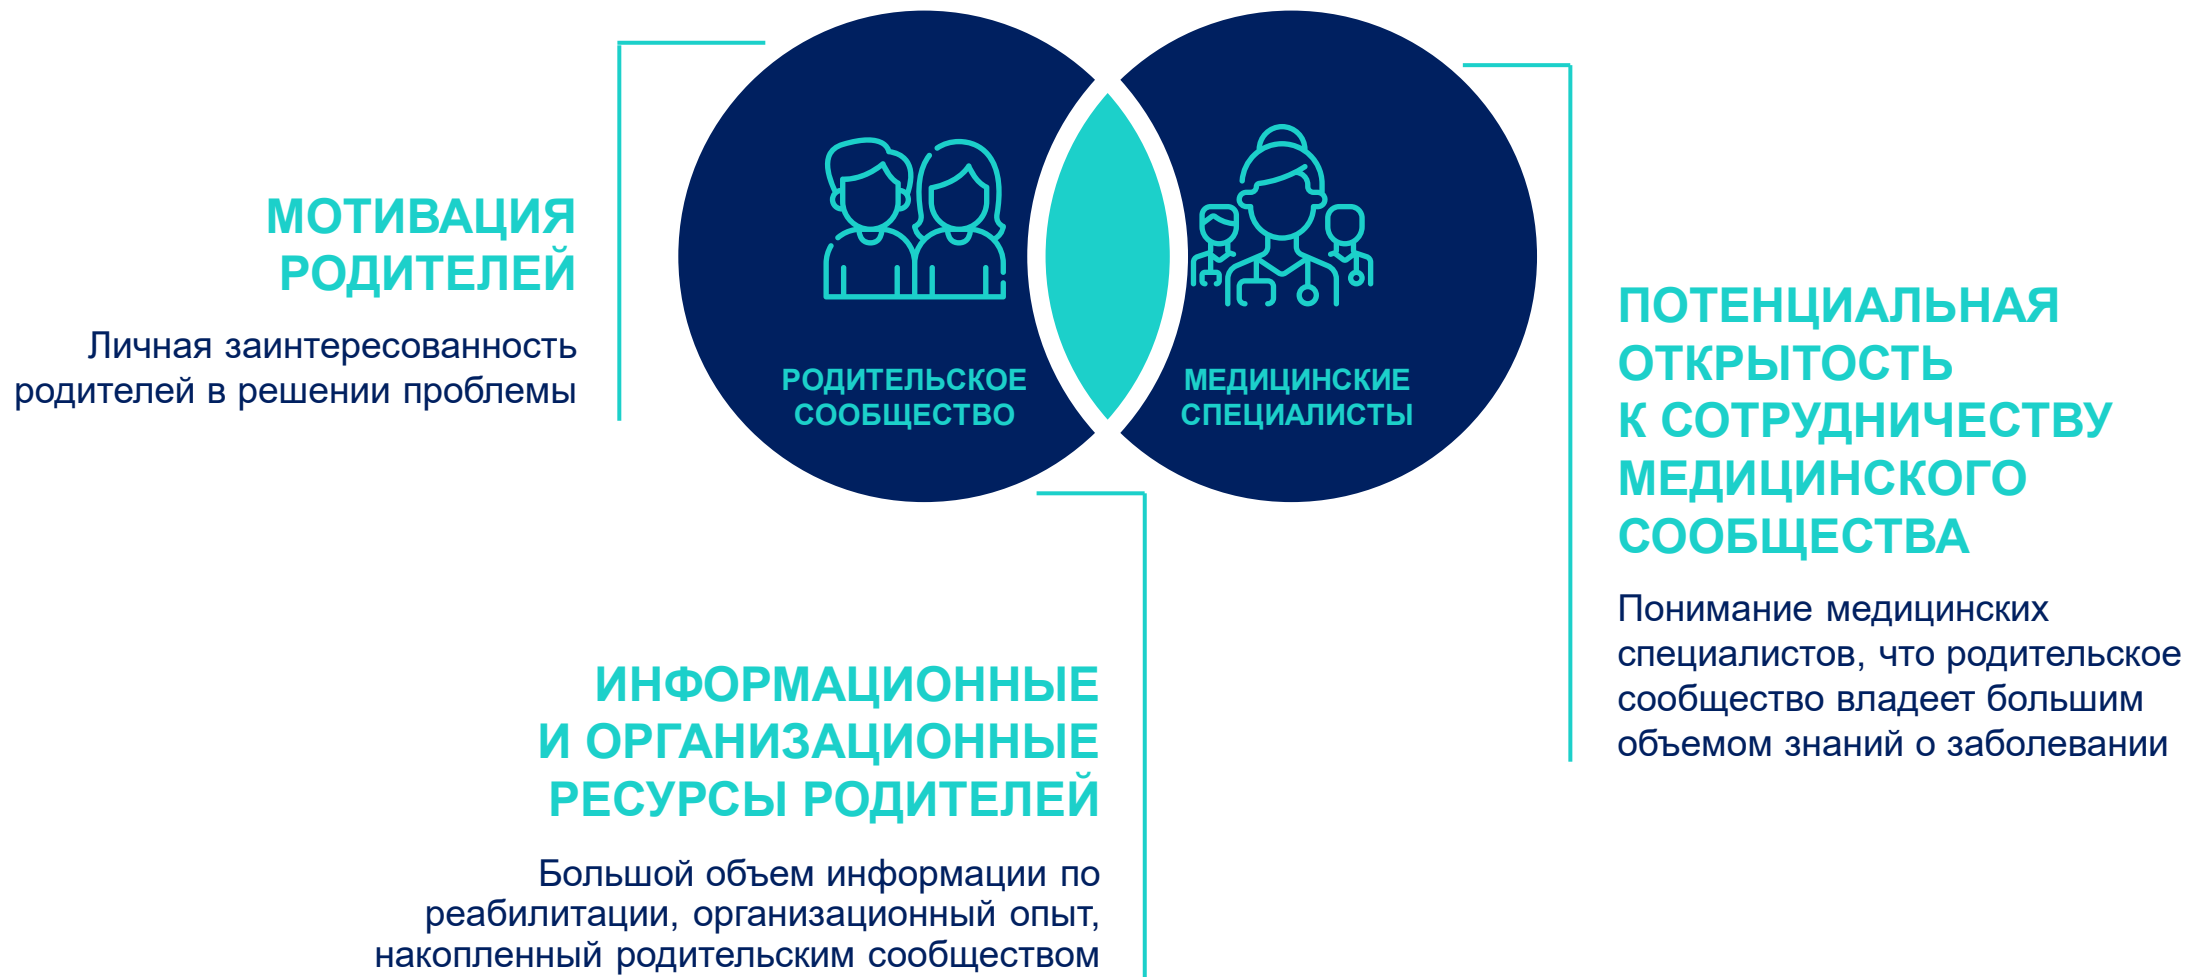 МОТИВАЦИЯ
РОДИТЕЛЕЙ
Личная заинтересованность
родителей в решении проблемы
РОДИТЕЛЬСКОЕ
СООБЩЕСТВО
МЕДИЦИНСКИЕ
СПЕЦИАЛИСТЫ
ПОТЕНЦИАЛЬНАЯ
ОТКРЫТОСТЬ
К СОТРУДНИЧЕСТВУ
МЕДИЦИНСКОГО
СООБЩЕСТВА
Понимание медицинских
специалистов, что родительское
сообщество владеет большим
объемом знаний о заболевании
ИНФОРМАЦИОННЫЕ
И ОРГАНИЗАЦИОННЫЕ
РЕСУРСЫ РОДИТЕЛЕЙ
Большой объем информации по
реабилитации, организационный опыт,
накопленный родительским сообществом